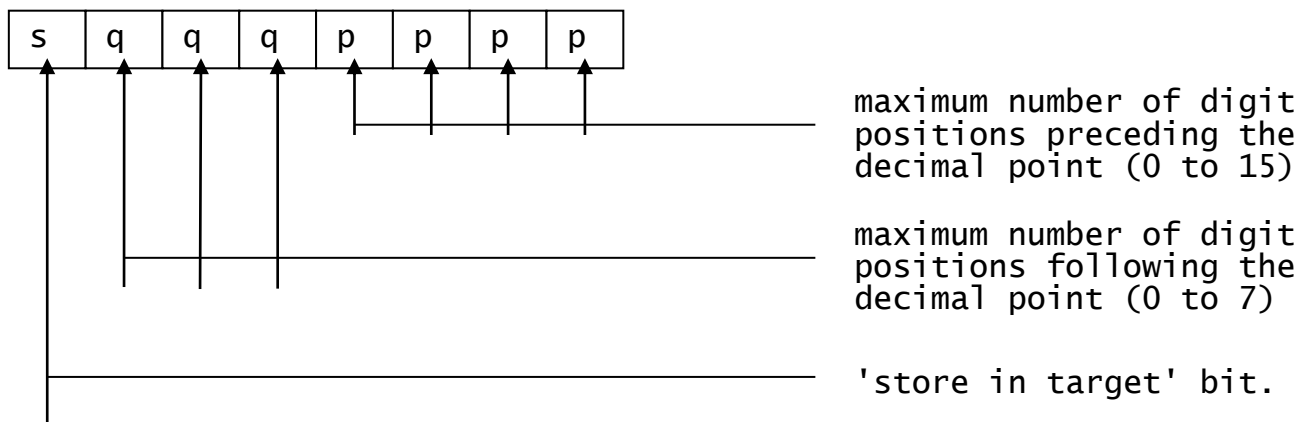 s q q q p p p p
maximum number of digit
positions preceding the
decimal point (0 to 15)
maximum number of digit
positions following the
decimal point (0 to 7)
'store in target' bit.